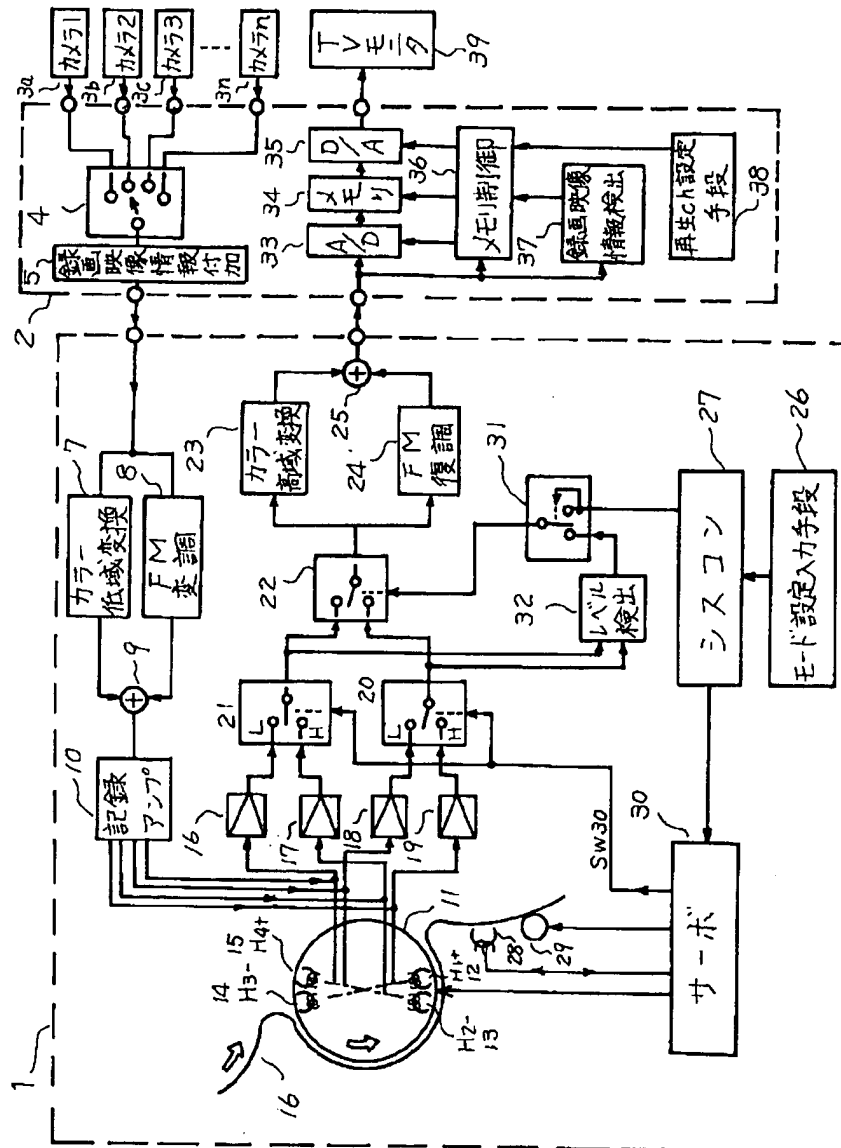 1
2
3a
カメラ1
3b
カメラ2
3c
カメラ3
3n
カメラn
4
5
録画映像情報付加
7
カラー
低域変換
8
FM
変調
9
10
記録
アンプ
11
H1+
12
H2-
13
14
H3-
15
H4+
16
16
17
18
19
20
L
H
21
L
H
22
23
カラー
高域変換
24
FM
復調
25
26
モード設定入力手段
27
シスコン
28
29
30
サーボ
SW30
31
32
レベル
検出
33
A/D
34
メモリ
35
D/A
36
メモリ制御
37
録画映像
情報検出
38
再生ch設定
手段
39
TVモニタ